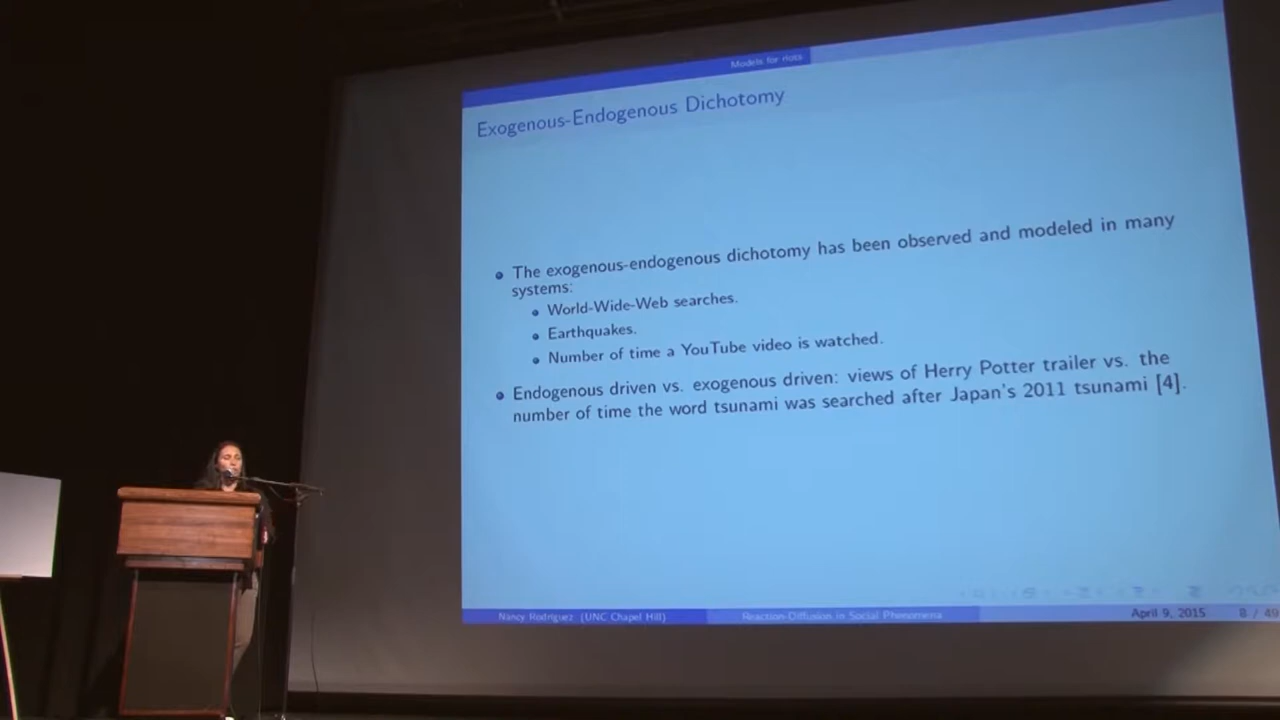 Models for riots
Exogenous-Endogenous Dichotomy
The exogenous-endogenous dichotomy has been observed and modeled in many
systems:
World-Wide-Web searches.
Earthquakes.
Number of time a YouTube video is watched.
Endogenous driven vs. exogenous driven: views of Herry Potter trailer vs. the
number of time the word tsunami was searched after Japan's 2011 tsunami [4].
Nancy Rodriguez (UNC Chapel Hill) Reaction-Diffusion in Social Phenomena April 9, 2015 8 / 49